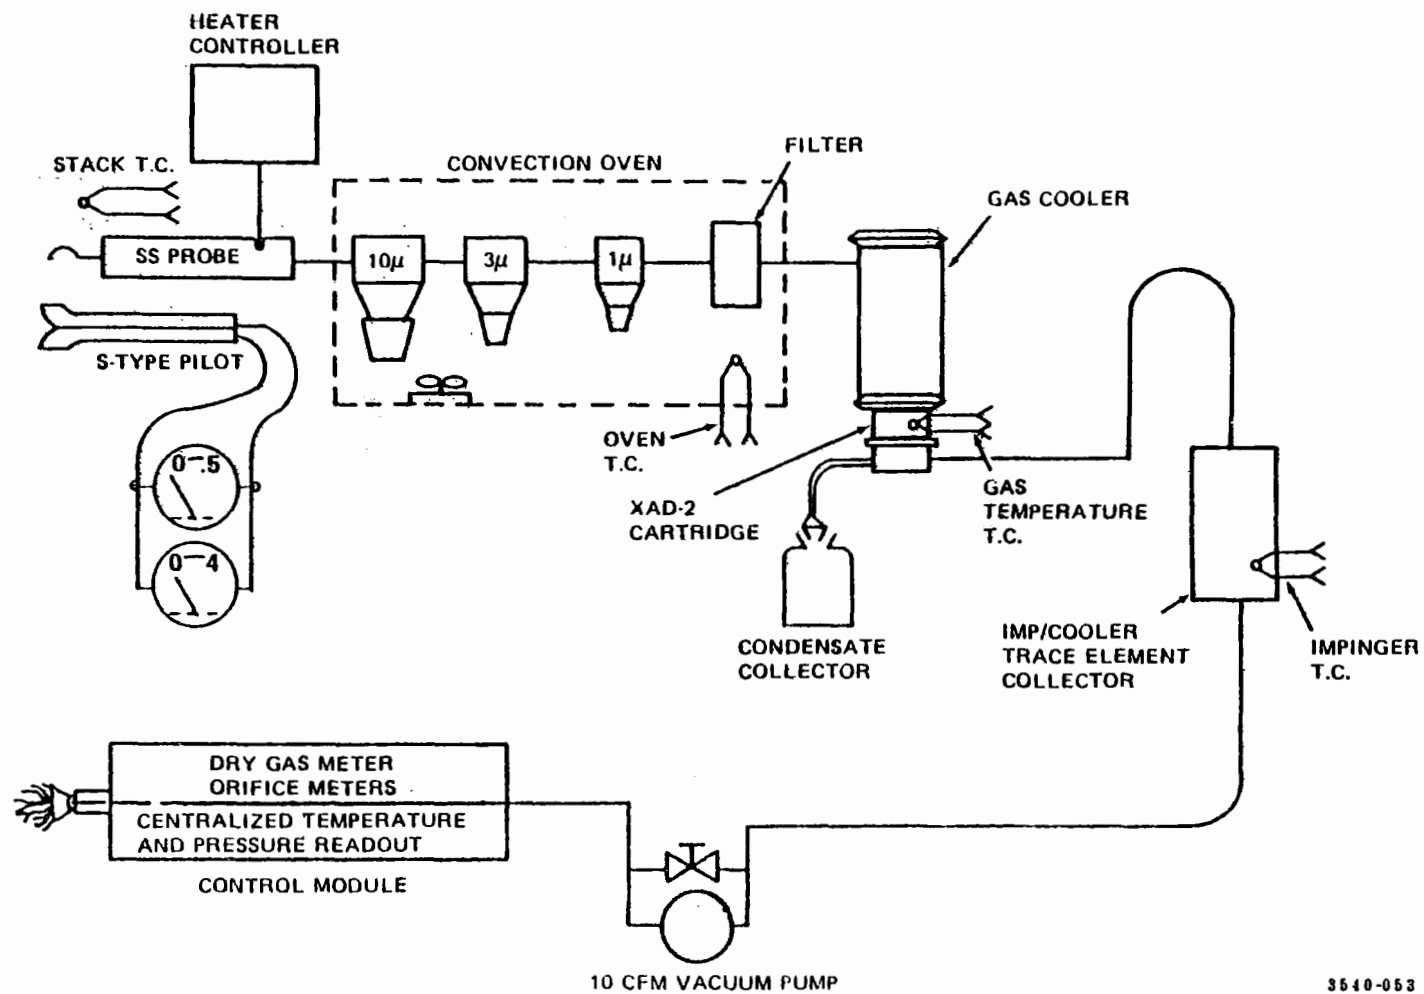 HEATER
CONTROLLER
STACK T.C.
CONVECTION OVEN
FILTER
GAS COOLER
SS PROBE
10μ
3μ
1μ
S-TYPE PILOT
OVEN
T.C.
XAD-2
CARTRIDGE
GAS
TEMPERATURE
T.C.
0 .5
0 4
CONDENSATE
COLLECTOR
IMP/COOLER
TRACE ELEMENT
COLLECTOR
IMPINGER
T.C.
DRY GAS METER
ORIFICE METERS
CENTRALIZED TEMPERATURE
AND PRESSURE READOUT
CONTROL MODULE
10 CFM VACUUM PUMP
3540-053